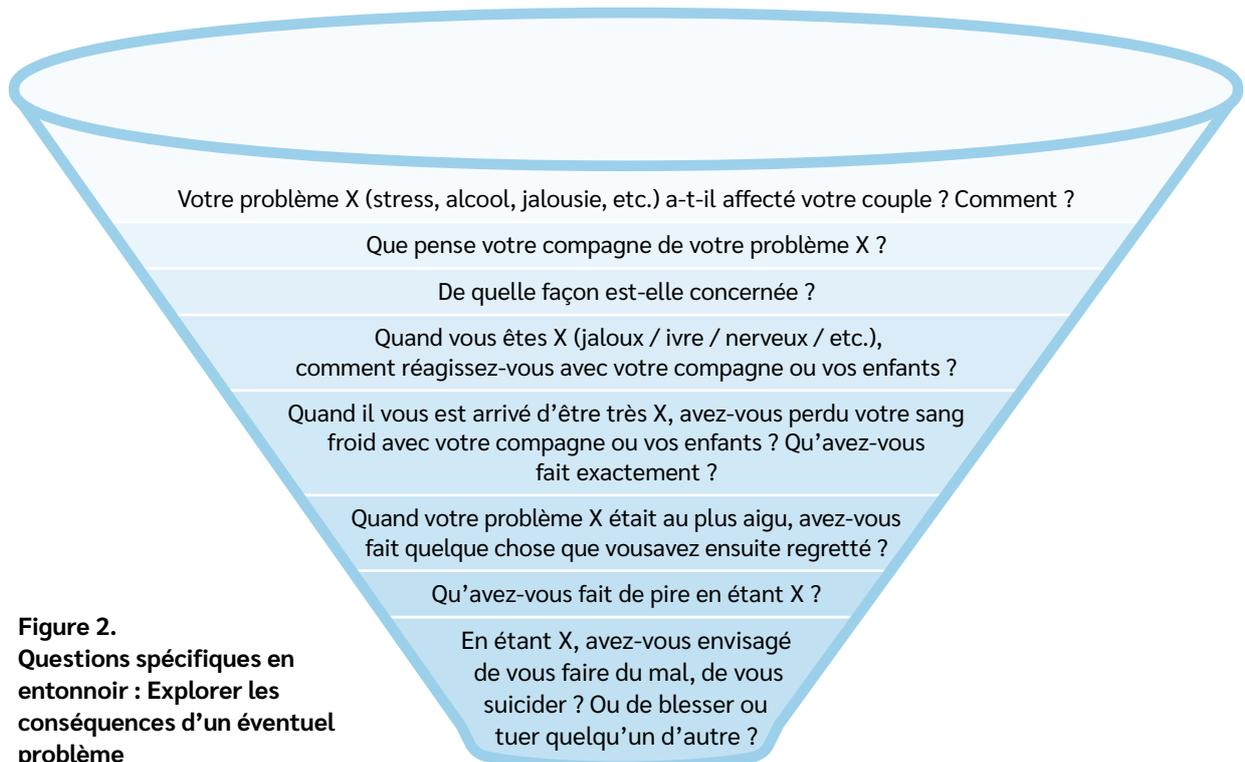 Votre problème X (stress, alcool, jalousie, etc.) a-t-il affecté votre couple ? Comment ?
Que pense votre compagne de votre problème X ?
De quelle façon est-elle concernée ?
Quand vous êtes X (jaloux / ivre / nerveux / etc.),
comment réagissez-vous avec votre compagne ou vos enfants ?
Quand il vous est arrivé d’être très X, avez-vous perdu votre sang
froid avec votre compagne ou vos enfants ? Qu’avez-vous
fait exactement ?
Quand votre problème X était au plus aigu, avez-vous
fait quelque chose que vousavez ensuite regretté ?
Qu’avez-vous fait de pire en étant X ?
En étant X, avez-vous envisagé
de vous faire du mal, de vous
suicider ? Ou de blesser ou
tuer quelqu’un d’autre ?
Figure 2.
Questions spécifiques en
entonnoir : Explorer les
conséquences d’un éventuel
problème